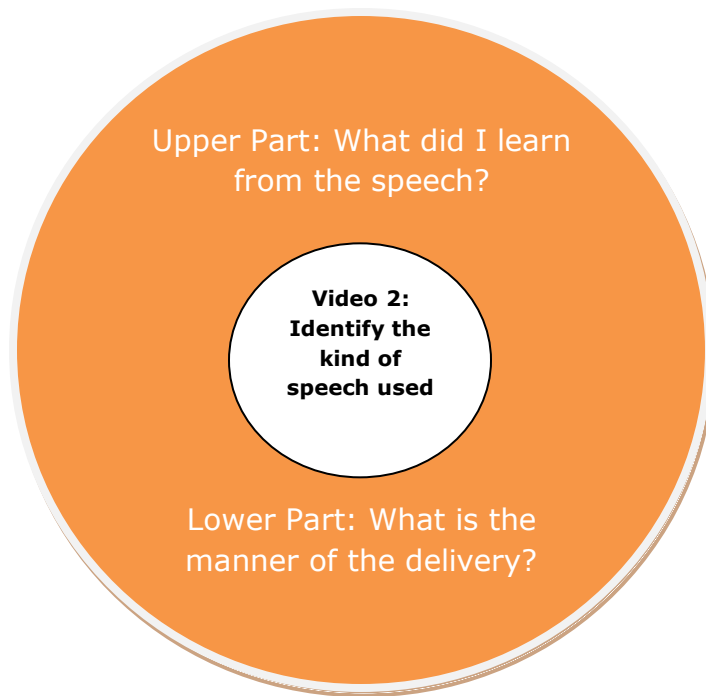 Upper Part: What did I learn
from the speech?
Video 2:
Identify the
kind of
speech used
Lower Part: What is the
manner of the delivery?